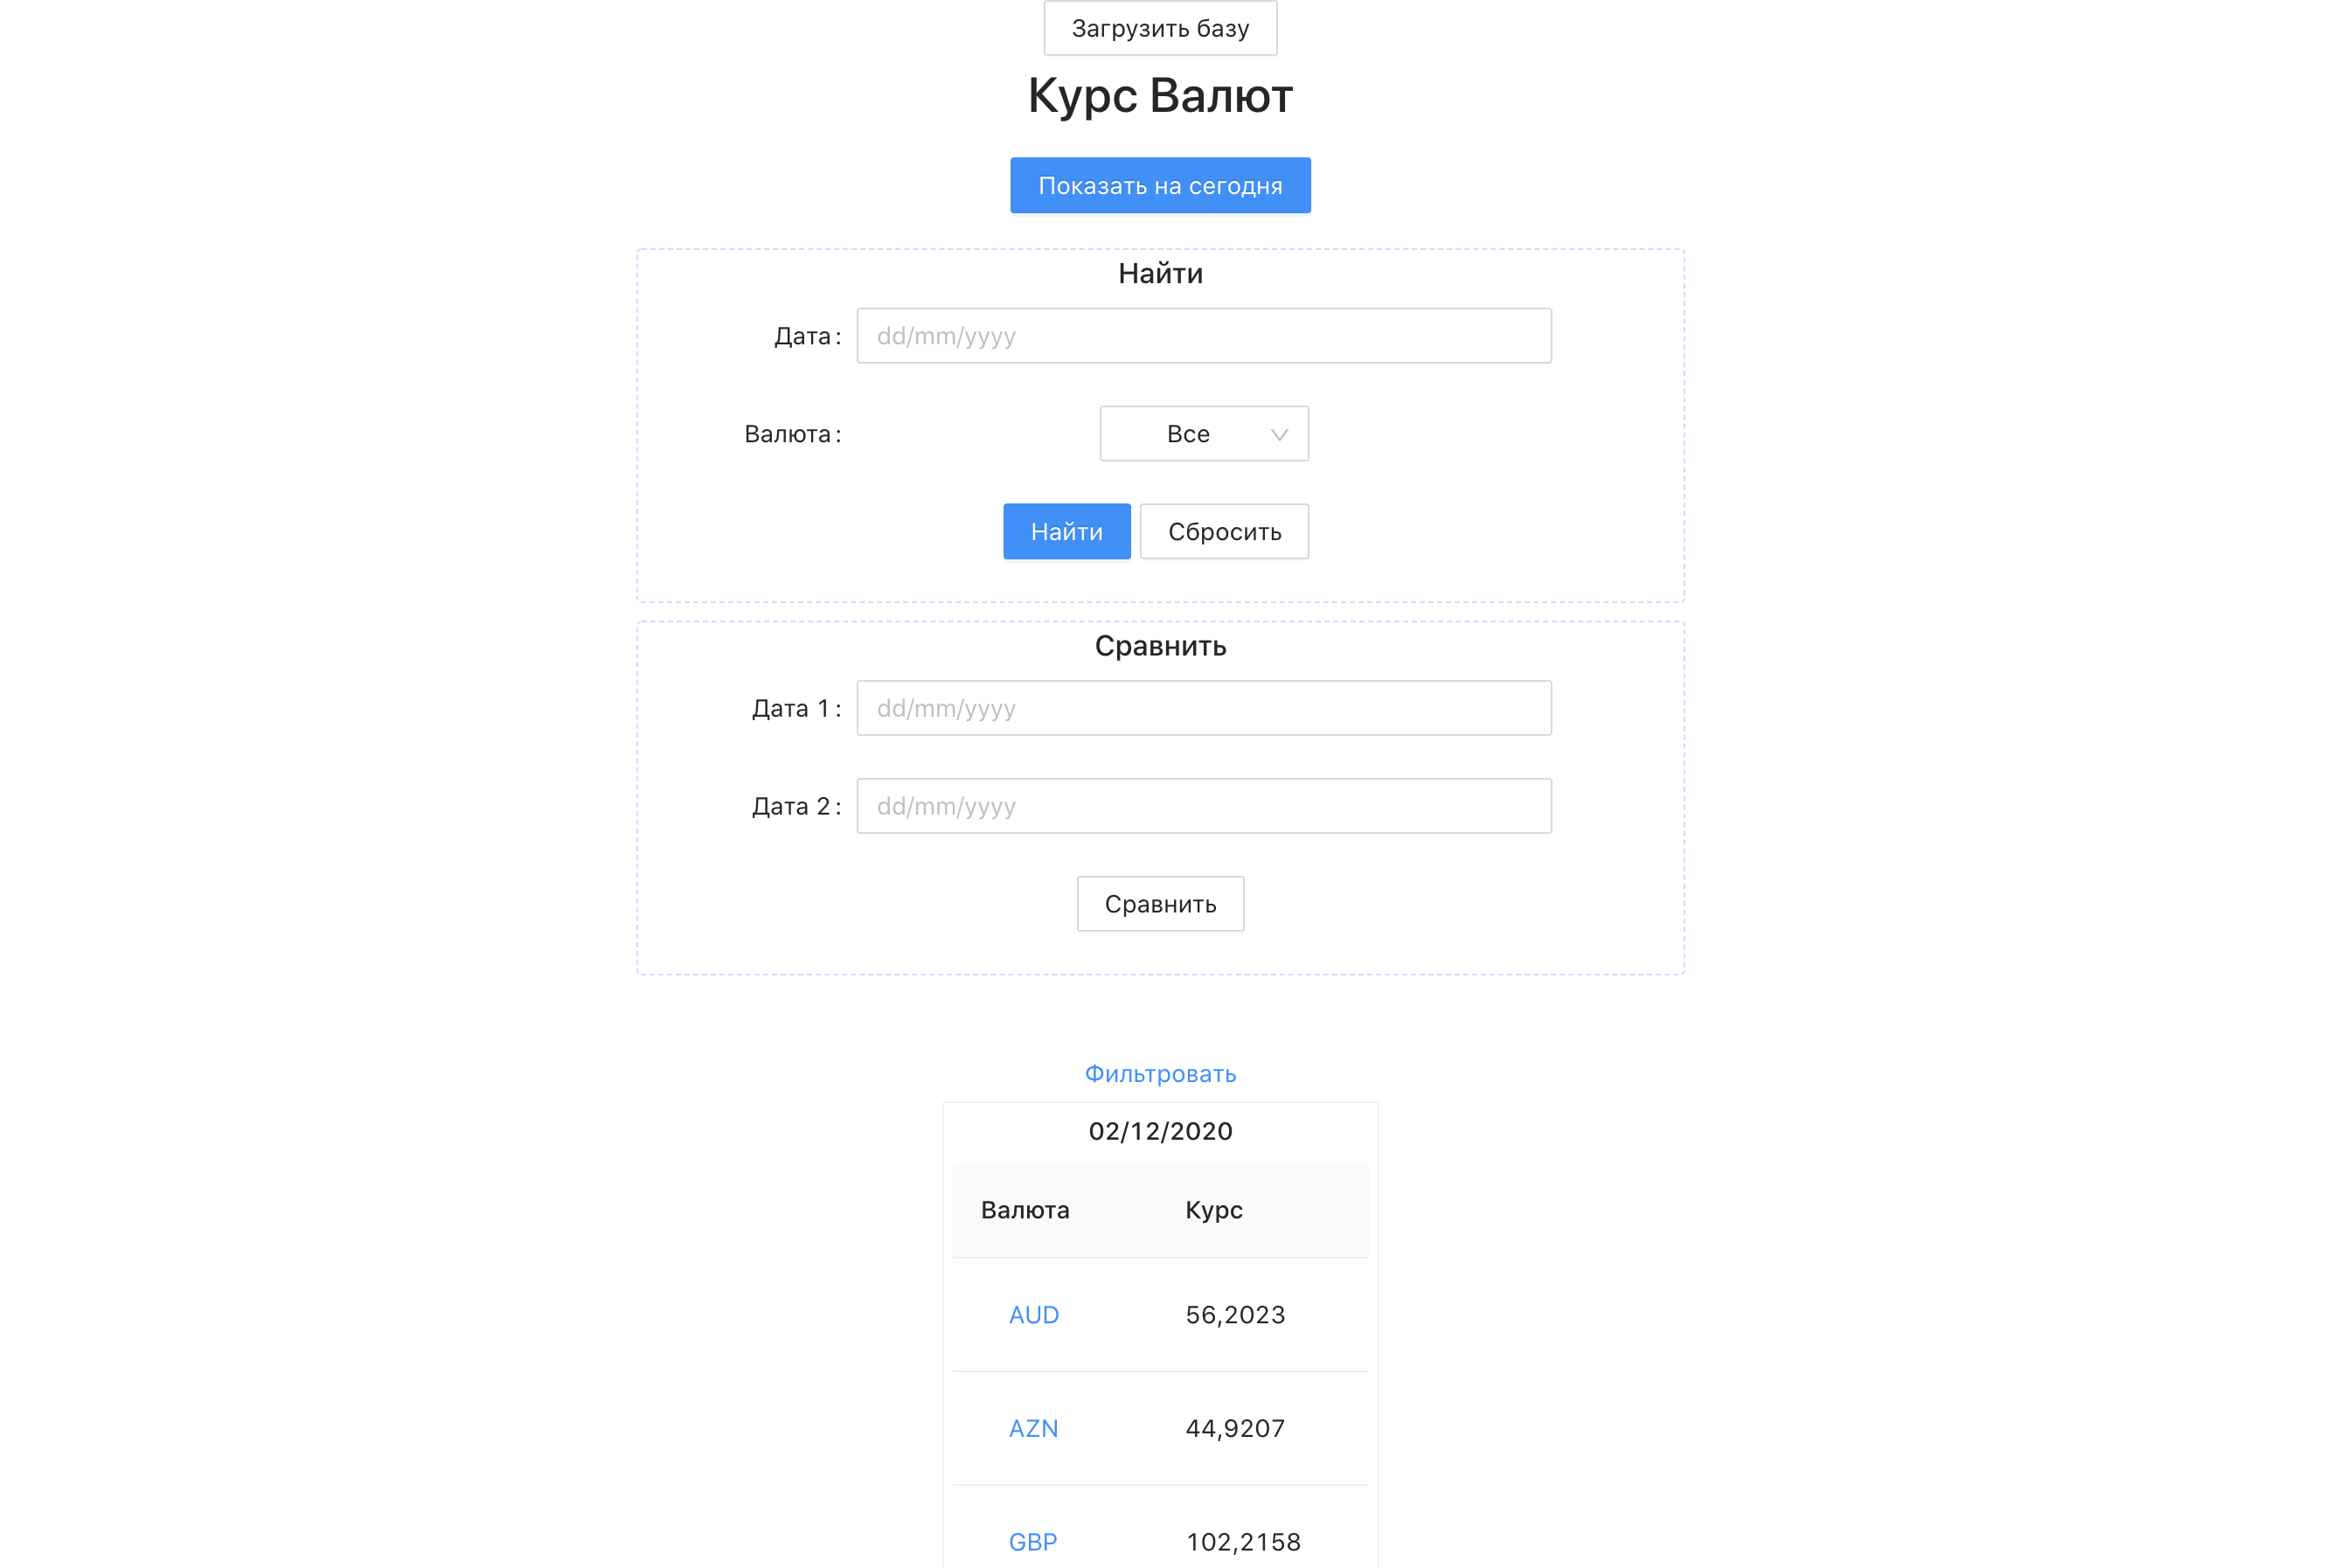 Загрузить базу
Курс Валют
Показать на сегодня
Найти
Дата: dd/mm/yyyy
Валюта: Все
Найти Сбросить
Сравнить
Дата 1: dd/mm/yyyy
Дата 2: dd/mm/yyyy
Сравнить
Фильтровать
02/12/2020
Валюта Курс
AUD 56,2023
AZN 44,9207
GBP 102,2158